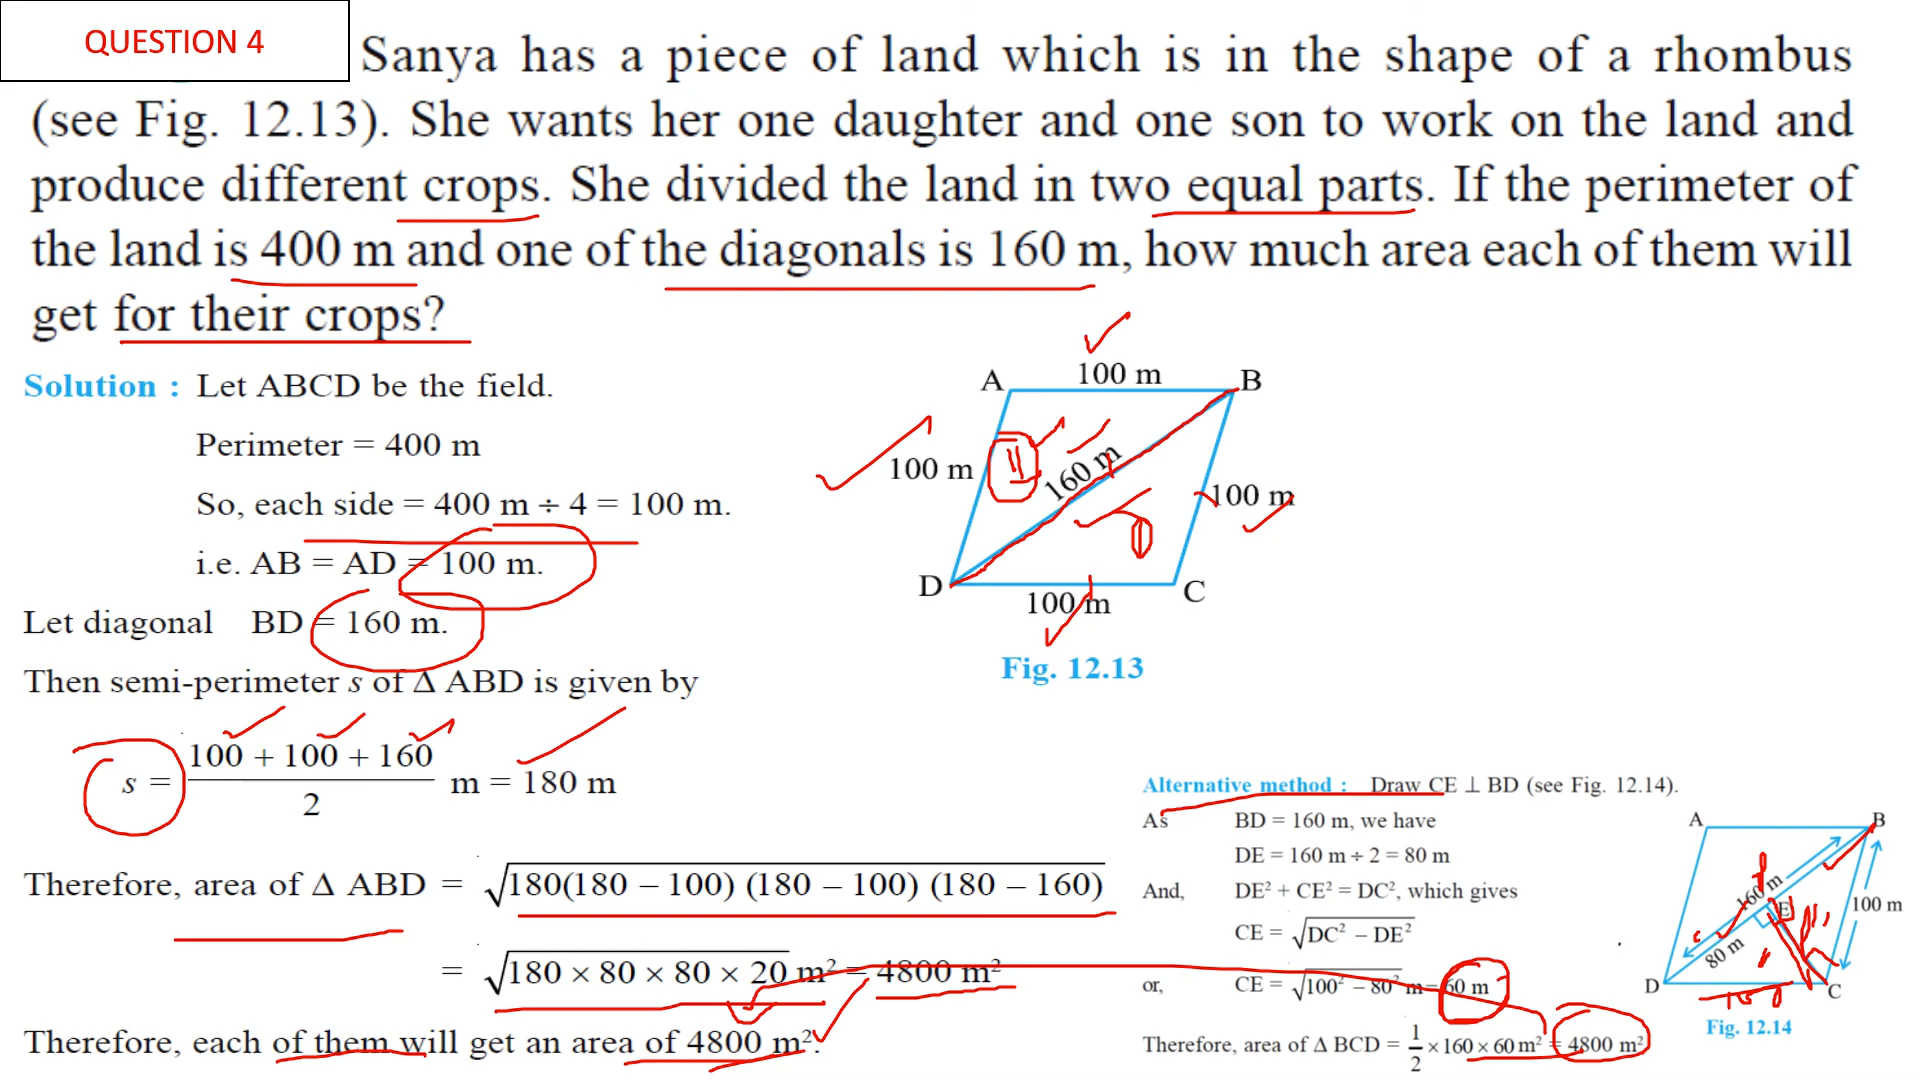 QUESTION 4
Sanya has a piece of land which is in the shape of a rhombus
(see Fig. 12.13). She wants her one daughter and one son to work on the land and
produce different crops. She divided the land in two equal parts. If the perimeter of
the land is 400 m and one of the diagonals is 160 m, how much area each of them will
get for their crops?
Solution : Let ABCD be the field.
Perimeter = 400 m
So, each side = 400 m ÷ 4 = 100 m.
i.e. AB = AD = 100 m.
Let diagonal BD = 160 m.
Then semi-perimeter s of Δ ABD is given by
s = (100 + 100 + 160)/2 m = 180 m
Therefore, area of Δ ABD = √180(180 – 100) (180 – 100) (180 – 160)
= √180 × 80 × 80 × 20 m² = 4800 m²
Therefore, each of them will get an area of 4800 m².
A
100 m
B
100 m
160 m
100 m
D
100 m
C
Fig. 12.13
Alternative method : Draw CE ⊥ BD (see Fig. 12.14).
As BD = 160 m, we have
DE = 160 m ÷ 2 = 80 m
And, DE² + CE² = DC², which gives
CE = √DC² – DE²
or, CE = √100² – 80² m = 60 m
Therefore, area of Δ BCD = 1/2 × 160 × 60 m² = 4800 m²
A
B
160 m
E
100 m
80 m
D
C
Fig. 12.14